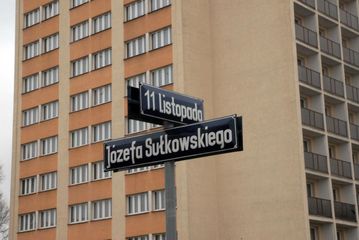 11 listopada
Józefa Sułkowskiego